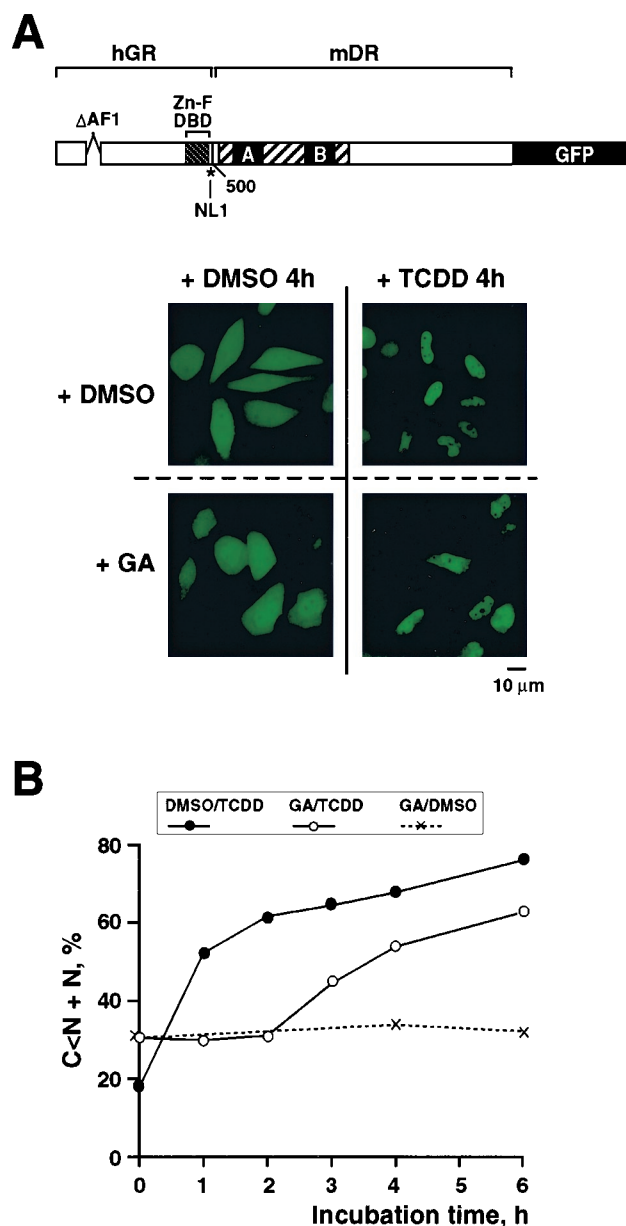 A
hGR mDR
ΔAF1
Zn-F
DBD
A B GFP
* 500
NL1
+ DMSO 4h + TCDD 4h
+ DMSO
+ GA
10 μm
B
DMSO/TCDD GA/TCDD GA/DMSO
80
60
40
20
0
C<N + N, %
0 1 2 3 4 5 6
Incubation time, h